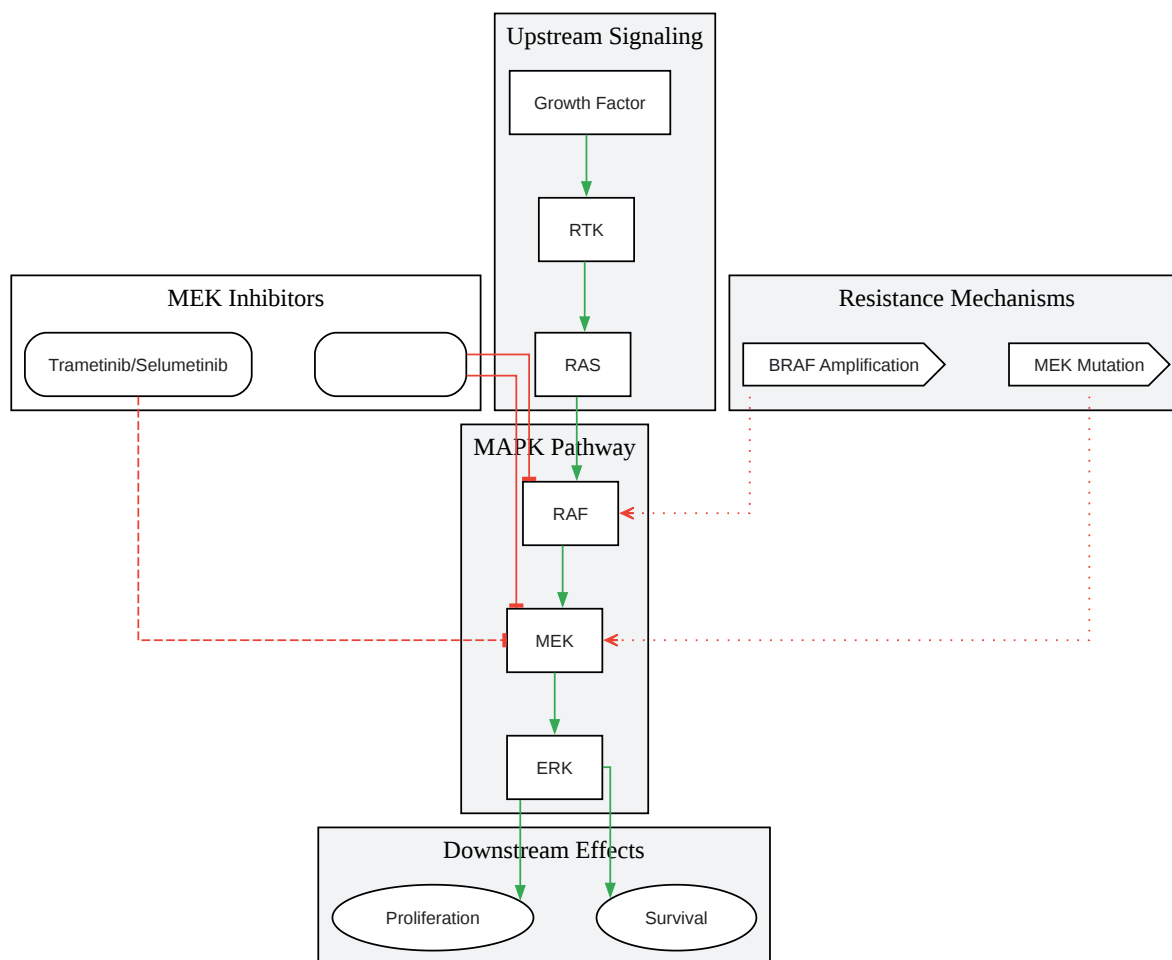 Upstream Signaling
Growth Factor
RTK
RAS
MEK Inhibitors
Trametinib/Selumetinib
Resistance Mechanisms
BRAF Amplification
MEK Mutation
MAPK Pathway
RAF
MEK
ERK
Downstream Effects
Proliferation
Survival